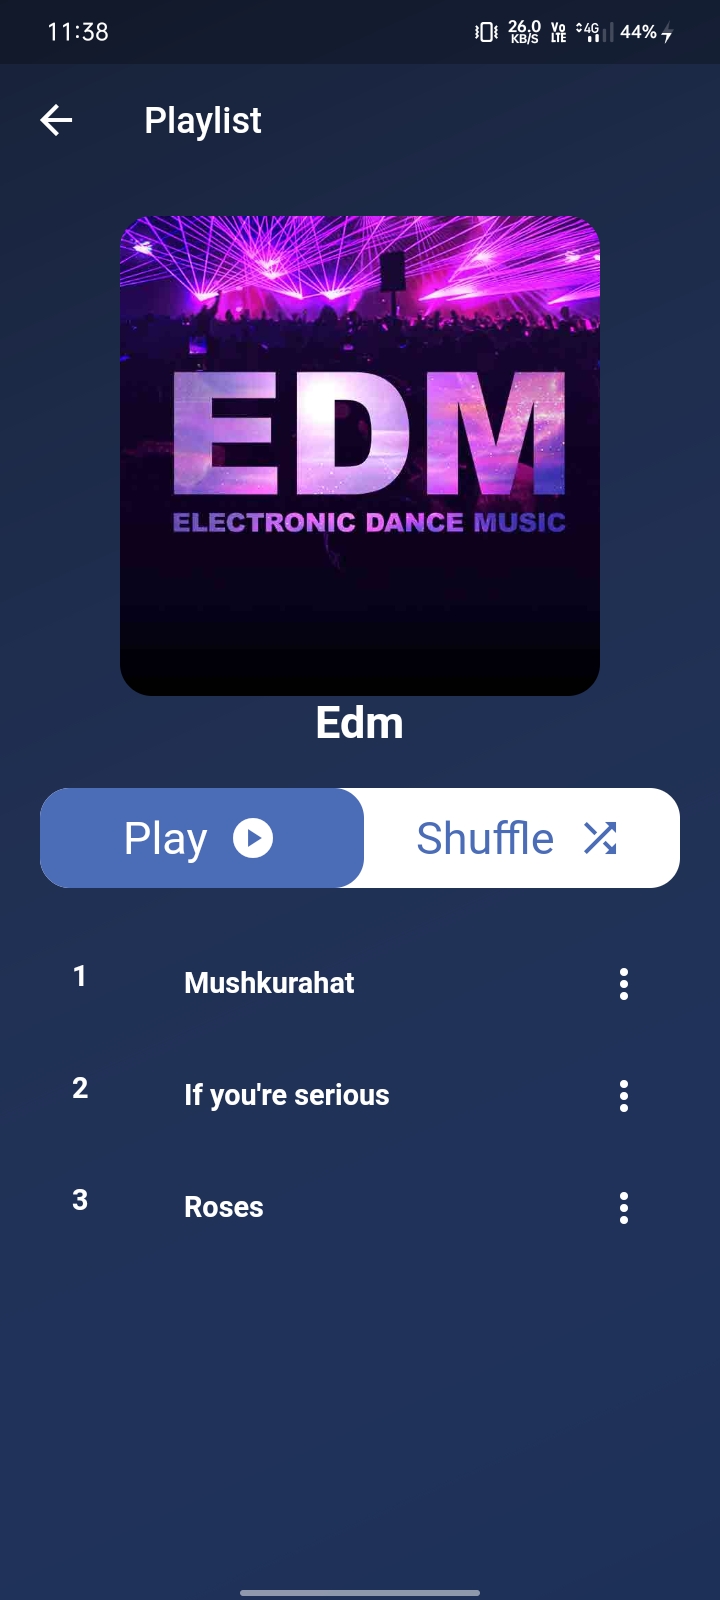 11:38
26.0
KB/S
Vo
LTE
4G
44%
Playlist
EDM
ELECTRONIC DANCE MUSIC
Edm
Play
Shuffle
1
Mushkurahat
2
If you're serious
3
Roses